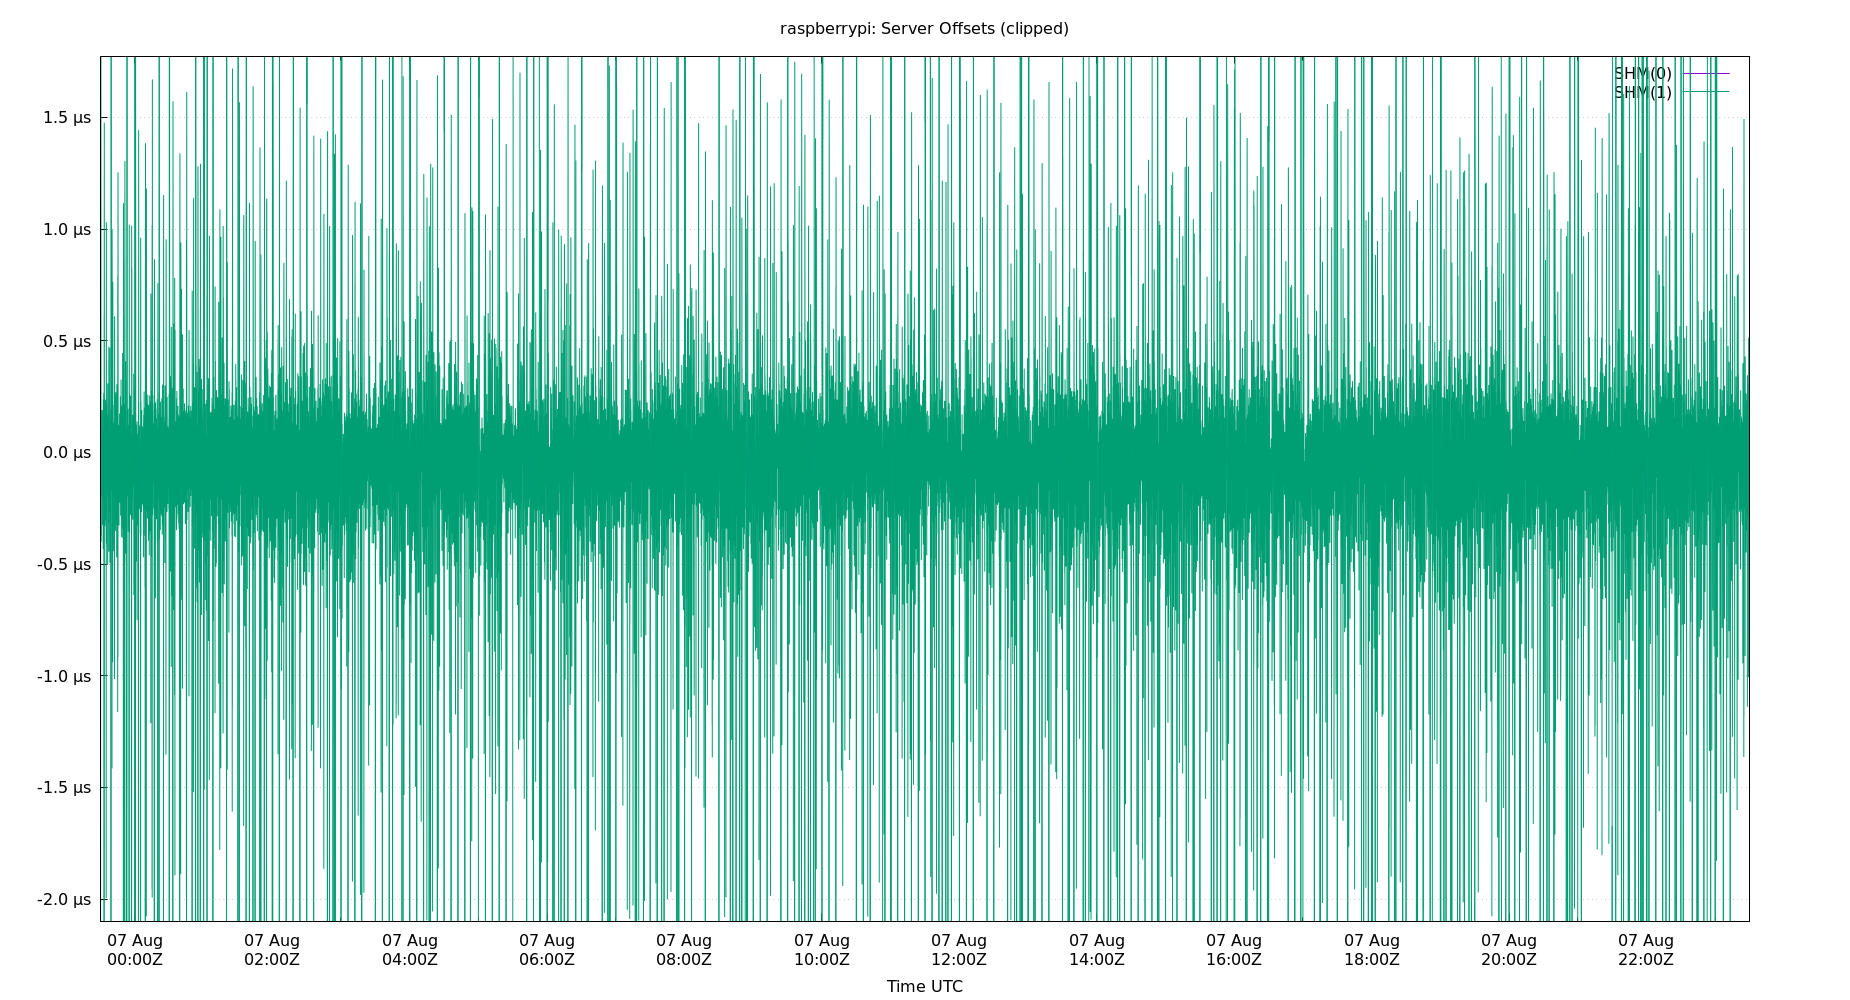 raspberrypi: Server Offsets (clipped)
SHM(0)
SHM(1)
1.5 µs
1.0 µs
0.5 µs
0.0 µs
-0.5 µs
-1.0 µs
-1.5 µs
-2.0 µs
07 Aug 07 Aug 07 Aug 07 Aug 07 Aug 07 Aug 07 Aug 07 Aug 07 Aug 07 Aug 07 Aug 07 Aug
00:00Z 02:00Z 04:00Z 06:00Z 08:00Z 10:00Z 12:00Z 14:00Z 16:00Z 18:00Z 20:00Z 22:00Z
Time UTC